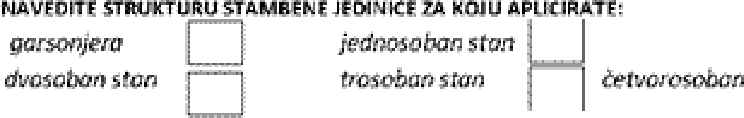 NAVEDITE STRUKTURU STAMBENE JEDINICE ZA KOJU APLICIRATE:
garsonjera jednosoban stan
dvosoban stan trosoban stan četvorosoban